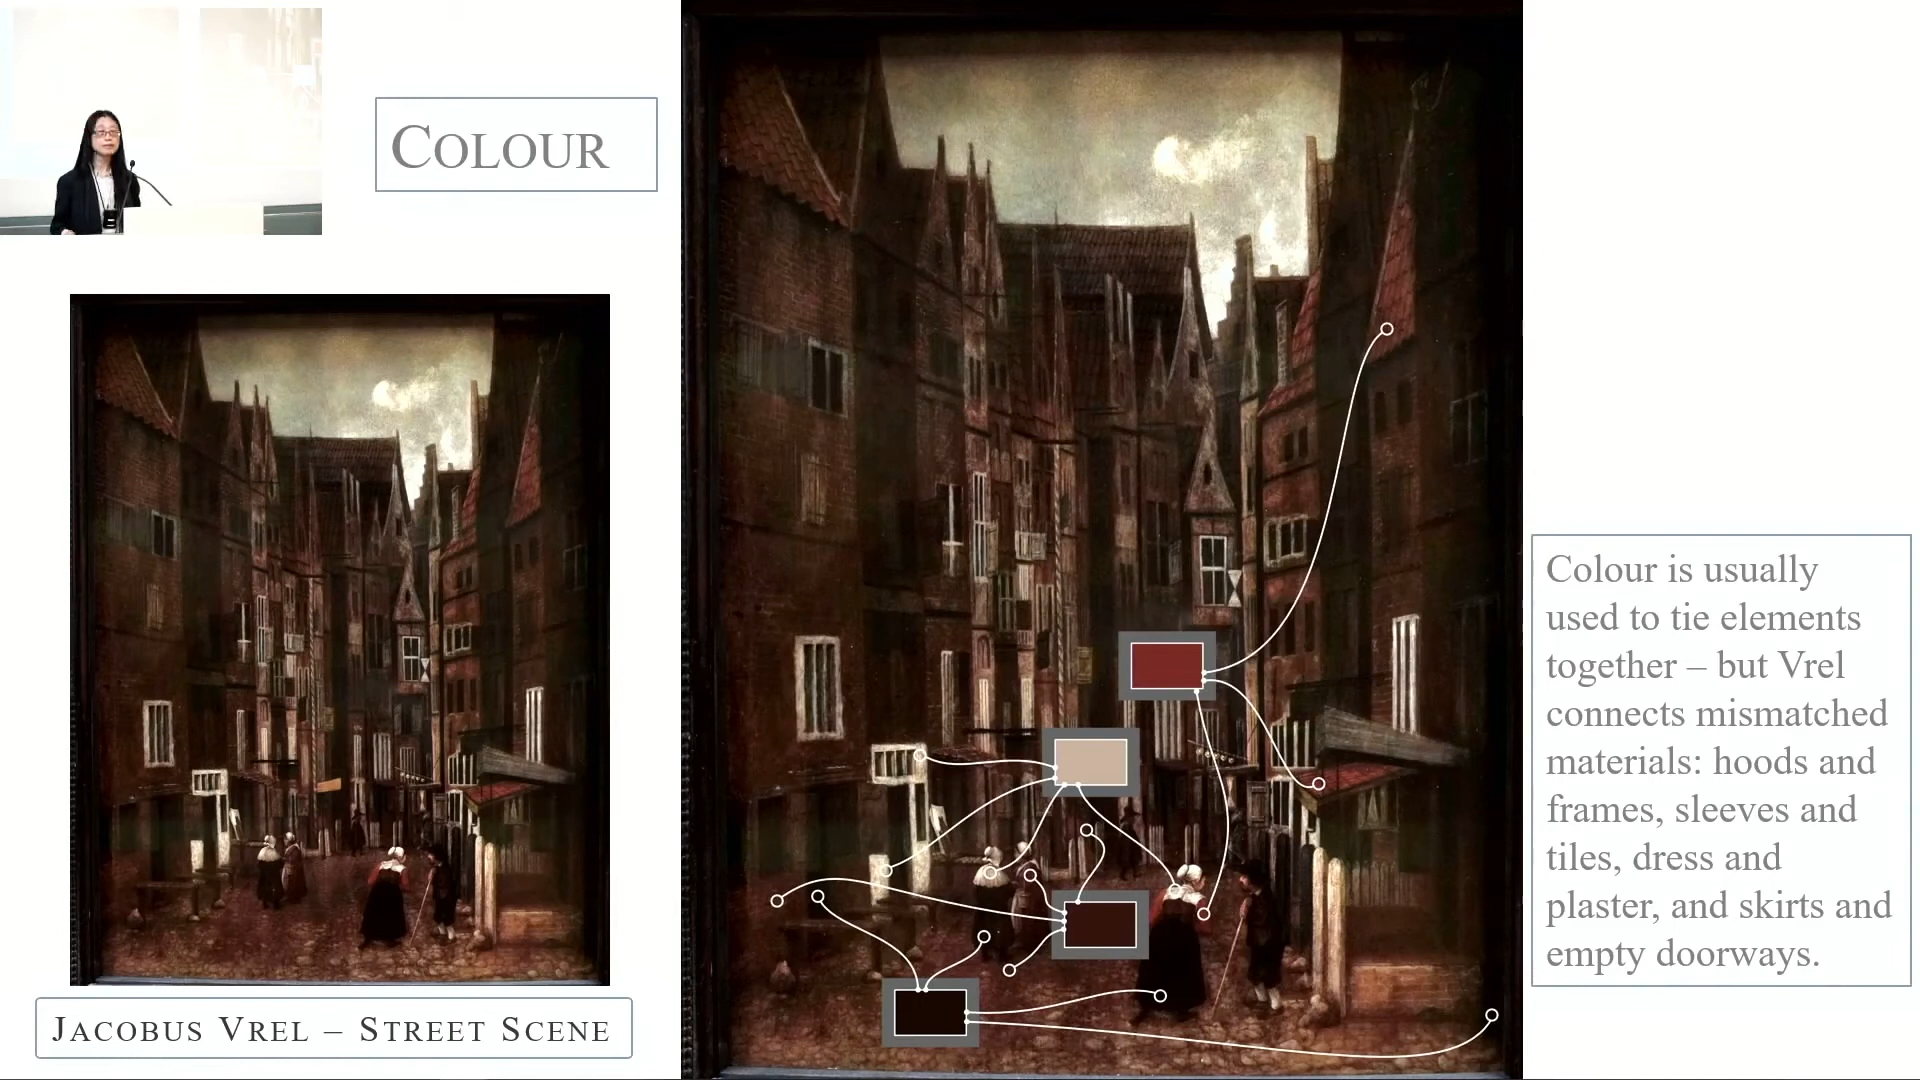 COLOUR
JACOBUS VREL – STREET SCENE
Colour is usually
used to tie elements
together – but Vrel
connects mismatched
materials: hoods and
frames, sleeves and
tiles, dress and
plaster, and skirts and
empty doorways.